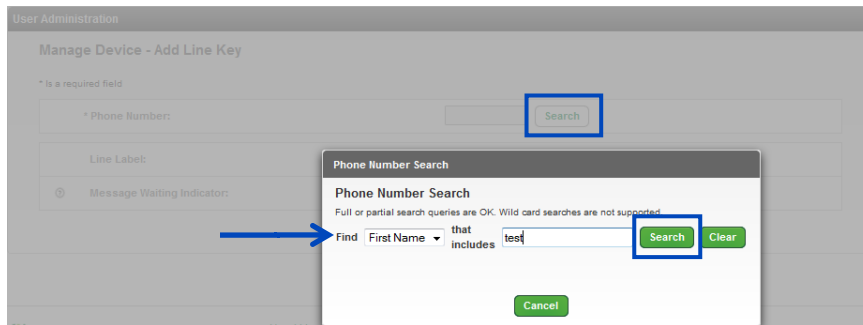 User Administration
Manage Device - Add Line Key
* Is a required field
* Phone Number: Search
Line Label:
Message Waiting Indicator:
Phone Number Search
Phone Number Search
Full or partial search queries are OK. Wild card searches are not supported
Find First Name that includes test Search Clear
Cancel